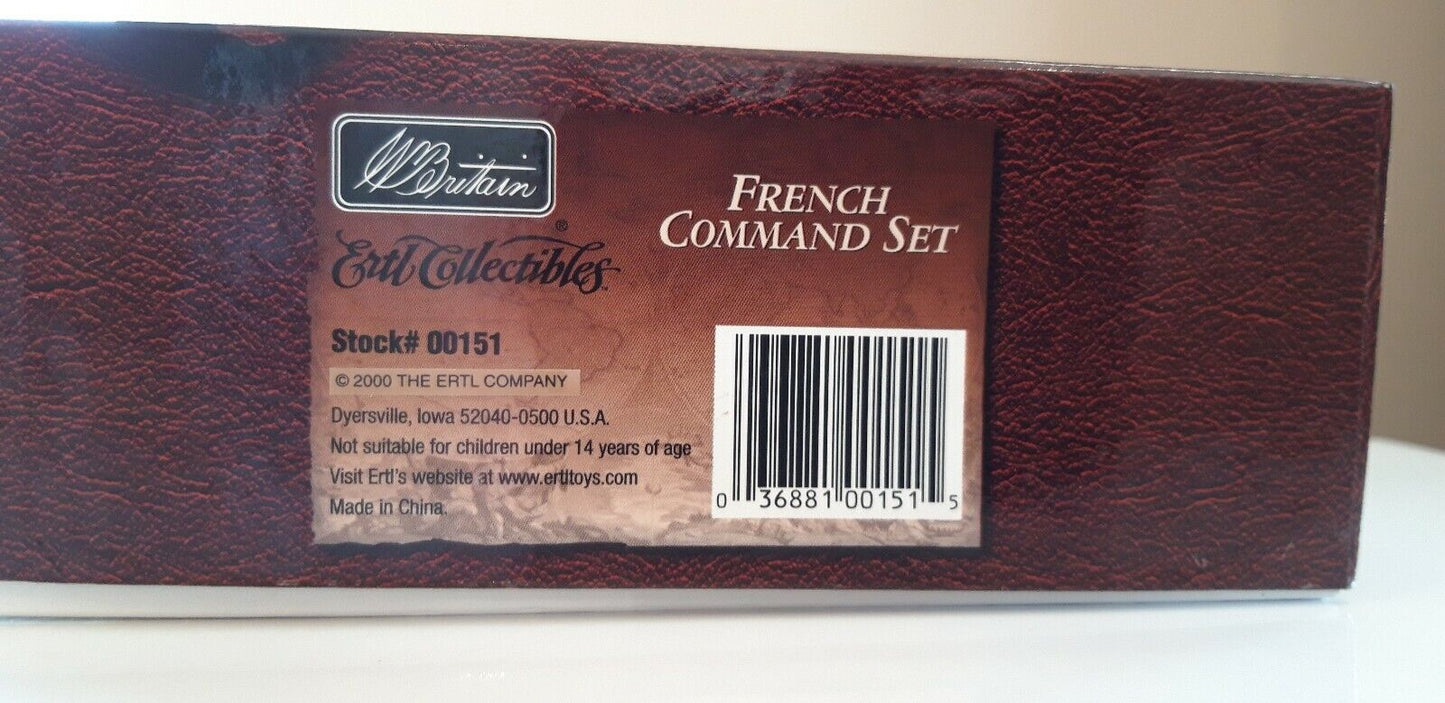 WBritain
Ertl Collectibles®™
FRENCH
COMMAND SET
Stock# 00151
© 2000 THE ERTL COMPANY
Dyersville, Iowa 52040-0500 U.S.A.
Not suitable for children under 14 years of age
Visit Ertl's website at www.ertltoys.com
Made in China.
0 36881 00151 5